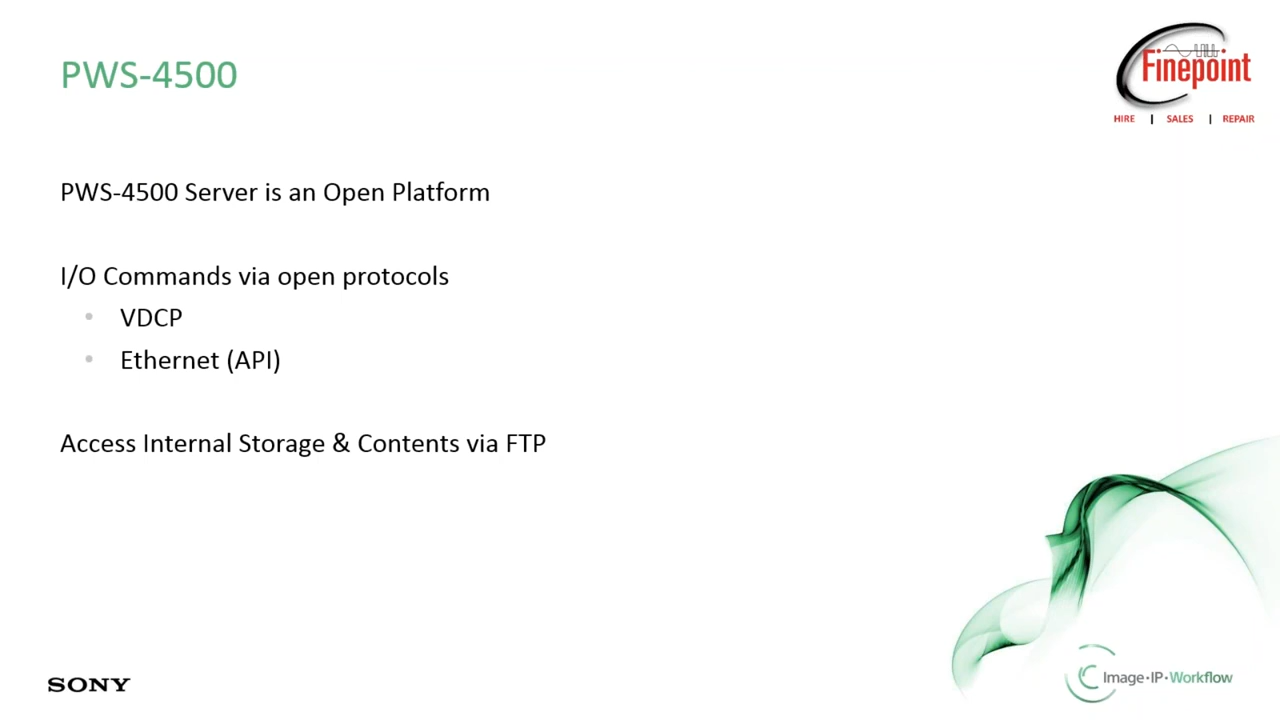 PWS-4500
Finepoint
HIRE | SALES | REPAIR
PWS-4500 Server is an Open Platform
I/O Commands via open protocols
• VDCP
• Ethernet (API)
Access Internal Storage & Contents via FTP
SONY
Image·IP·Workflow